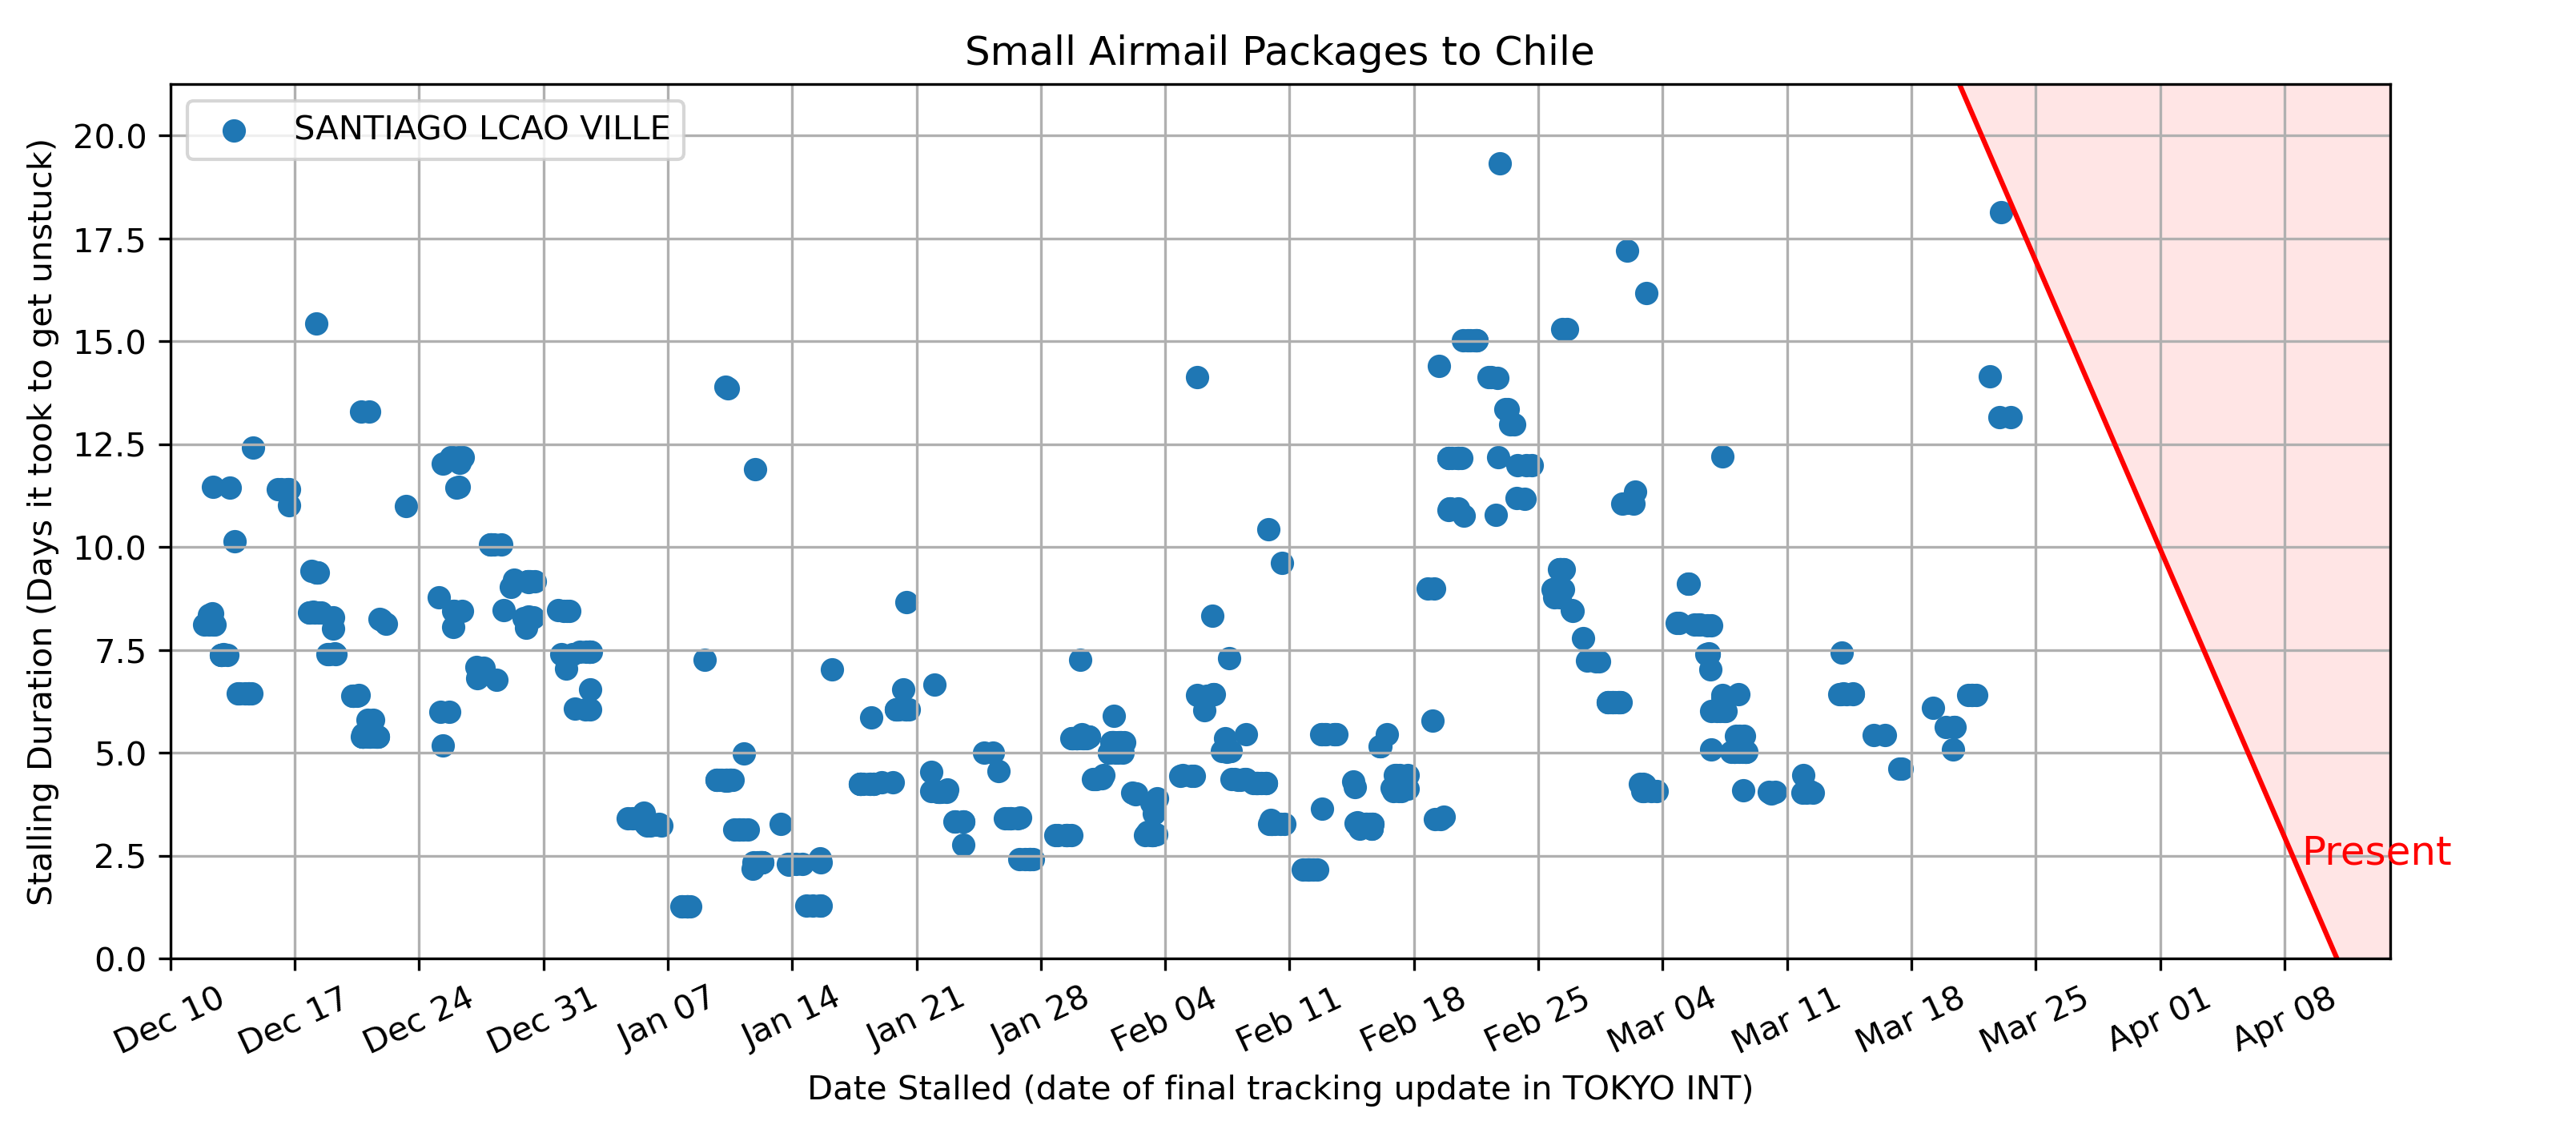 Small Airmail Packages to Chile
SANTIAGO LCAO VILLE
Stalling Duration (Days it took to get unstuck)
20.0
17.5
15.0
12.5
10.0
7.5
5.0
2.5
0.0
Present
Dec 10 Dec 17 Dec 24 Dec 31 Jan 07 Jan 14 Jan 21 Jan 28 Feb 04 Feb 11 Feb 18 Feb 25 Mar 04 Mar 11 Mar 18 Mar 25 Apr 01 Apr 08
Date Stalled (date of final tracking update in TOKYO INT)